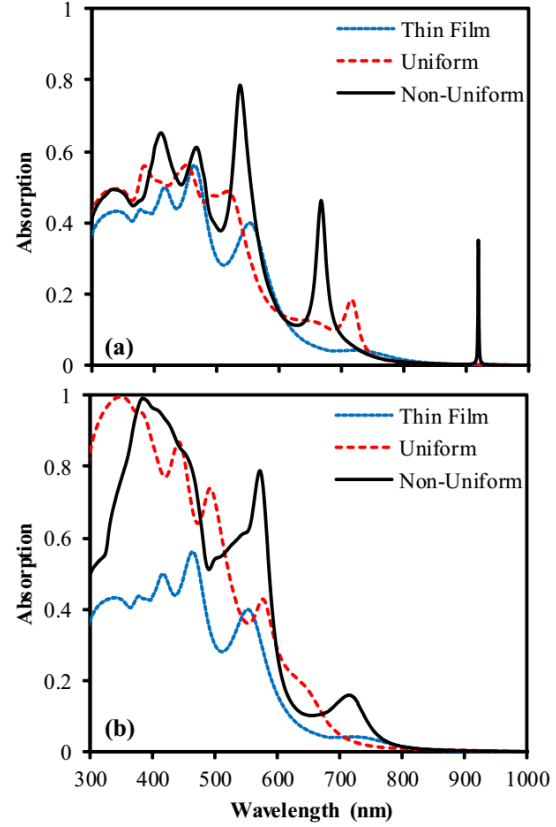 1
0.8
0.6
0.4
0.2
0
Absorption
Thin Film
Uniform
Non-Uniform
(a)
1
0.8
0.6
0.4
0.2
0
Absorption
Thin Film
Uniform
Non-Uniform
(b)
300 400 500 600 700 800 900 1000
Wavelength (nm)